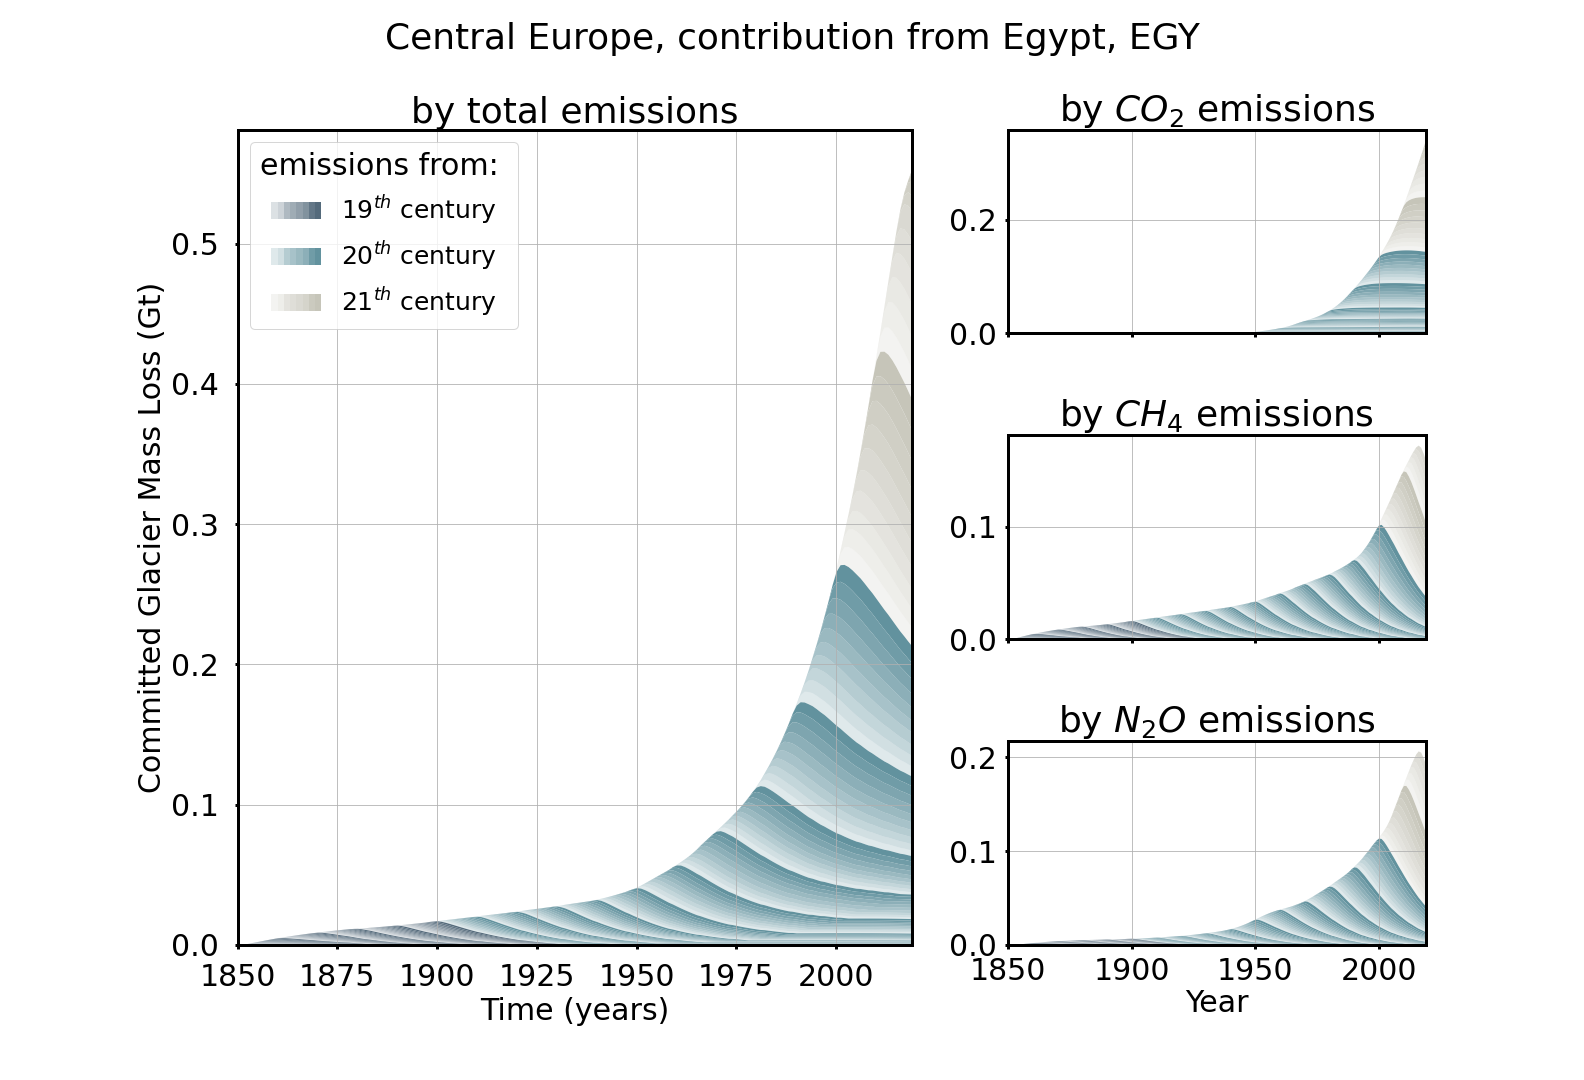 Central Europe, contribution from Egypt, EGY
by total emissions
emissions from:
19th century
20th century
21th century
Committed Glacier Mass Loss (Gt)
0.5
0.4
0.3
0.2
0.1
0.0
1850 1875 1900 1925 1950 1975 2000
Time (years)
by CO2 emissions
0.2
0.0
by CH4 emissions
0.1
0.0
by N2O emissions
0.2
0.1
0.0
1850 1900 1950 2000
Year